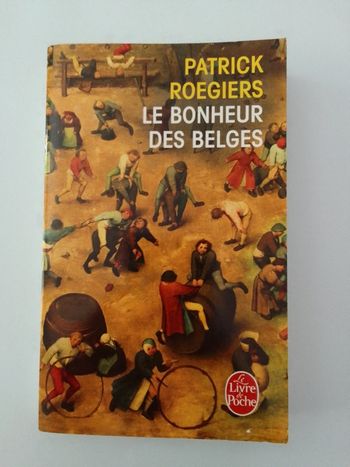 PATRICK
ROEGIERS
LE BONHEUR
DES BELGES
Le
Livre
de
Poche